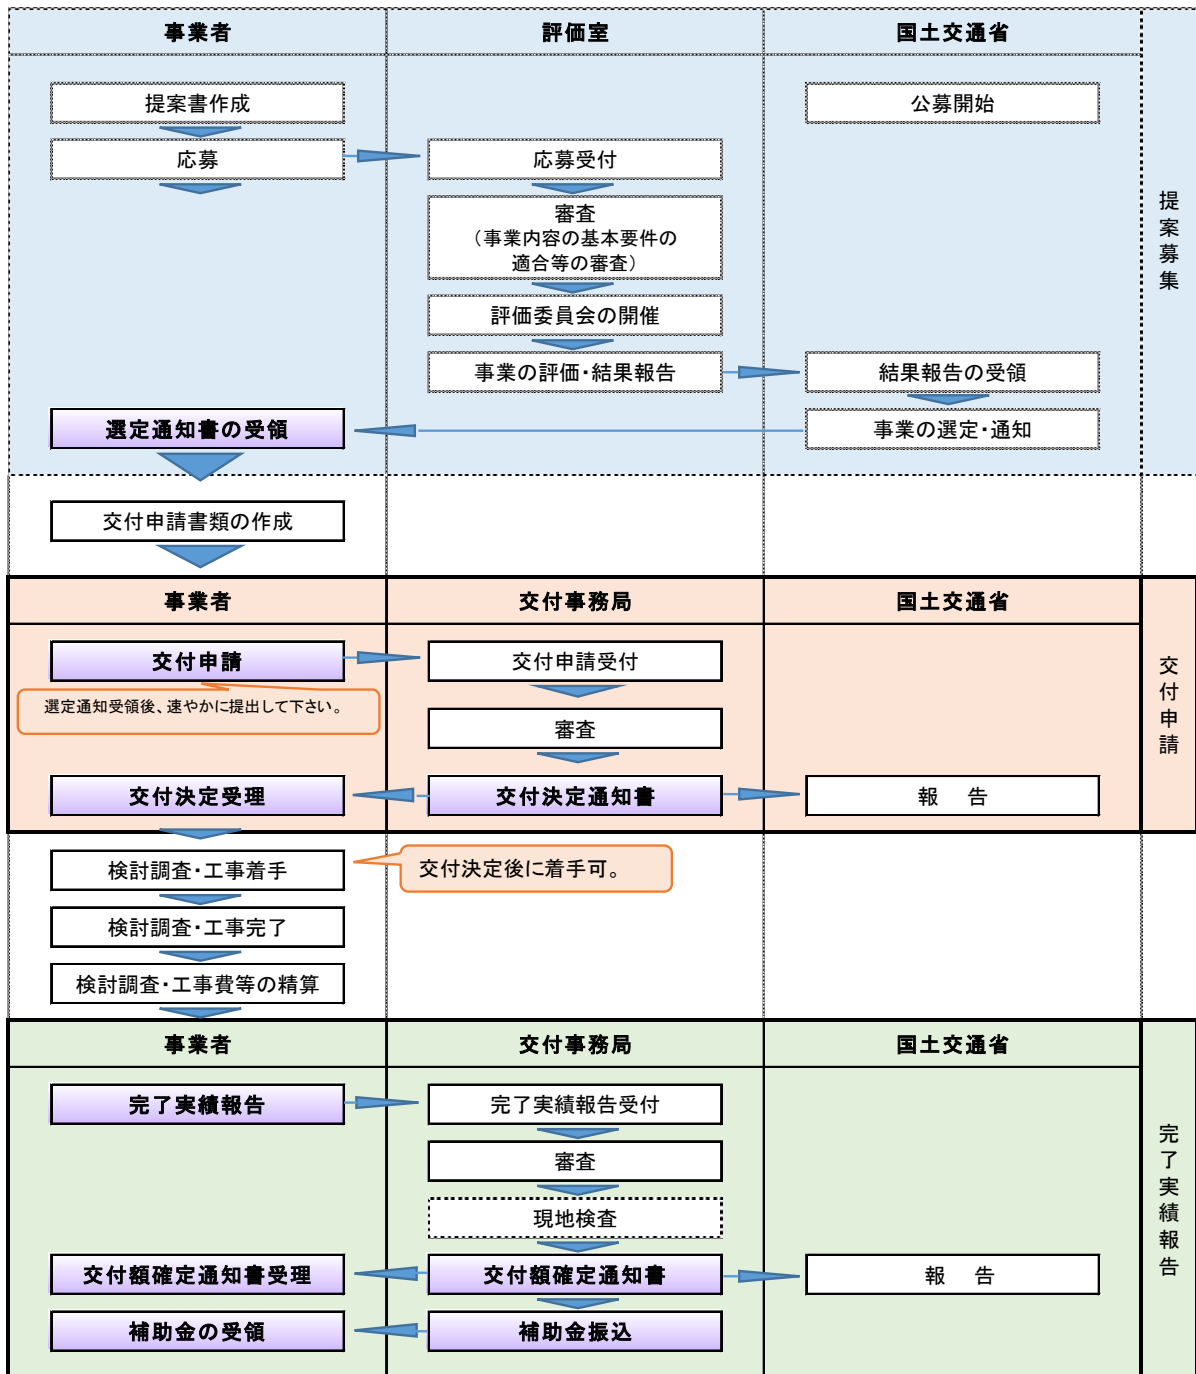 事業者
評価室
国土交通省
提案書作成
公募開始
応募
応募受付
審査
（事業内容の基本要件の
適合等の審査）
評価委員会の開催
事業の評価・結果報告
結果報告の受領
選定通知書の受領
事業の選定・通知
提案募集
交付申請書類の作成
事業者
交付事務局
国土交通省
交付申請
交付申請受付
選定通知受領後、速やかに提出して下さい。
審査
交付決定受理
交付決定通知書
報　告
交付申請
検討調査・工事着手
交付決定後に着手可。
検討調査・工事完了
検討調査・工事費等の精算
事業者
交付事務局
国土交通省
完了実績報告
完了実績報告受付
審査
現地検査
交付額確定通知書受理
交付額確定通知書
報　告
補助金の受領
補助金振込
完了実績報告